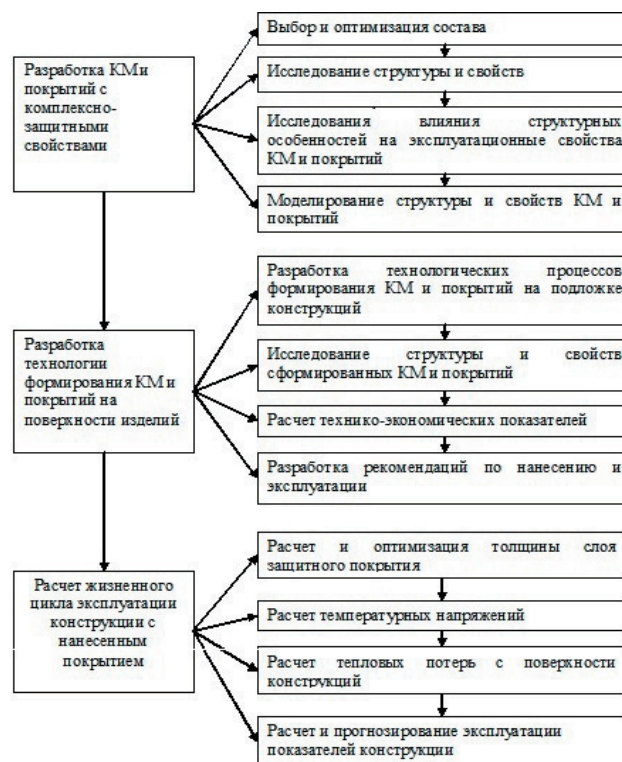 Разработка КМ и
покрытий с
комплексно-
защитными
свойствами
Выбор и оптимизация состава
Исследование структуры и свойств
Исследования влияния структурных
особенностей на эксплуатационные свойства
КМ и покрытий
Моделирование структуры и свойств КМ и
покрытий
Разработка
технологии
формирования КМ и
покрытий на
поверхности изделий
Разработка технологических процессов
формирования КМ и покрытий на подложке
конструкций
Исследование структуры и свойств
сформированных КМ и покрытий
Расчет технико-экономических показателей
Разработка рекомендаций по нанесению и
эксплуатации
Расчет жизненного
цикла эксплуатации
конструкции с
нанесенным
покрытием
Расчет и оптимизация толщины слоя
защитного покрытия
Расчет температурных напряжений
Расчет тепловых потерь с поверхности
конструкций
Расчет и прогнозирование эксплуатации
показателей конструкции